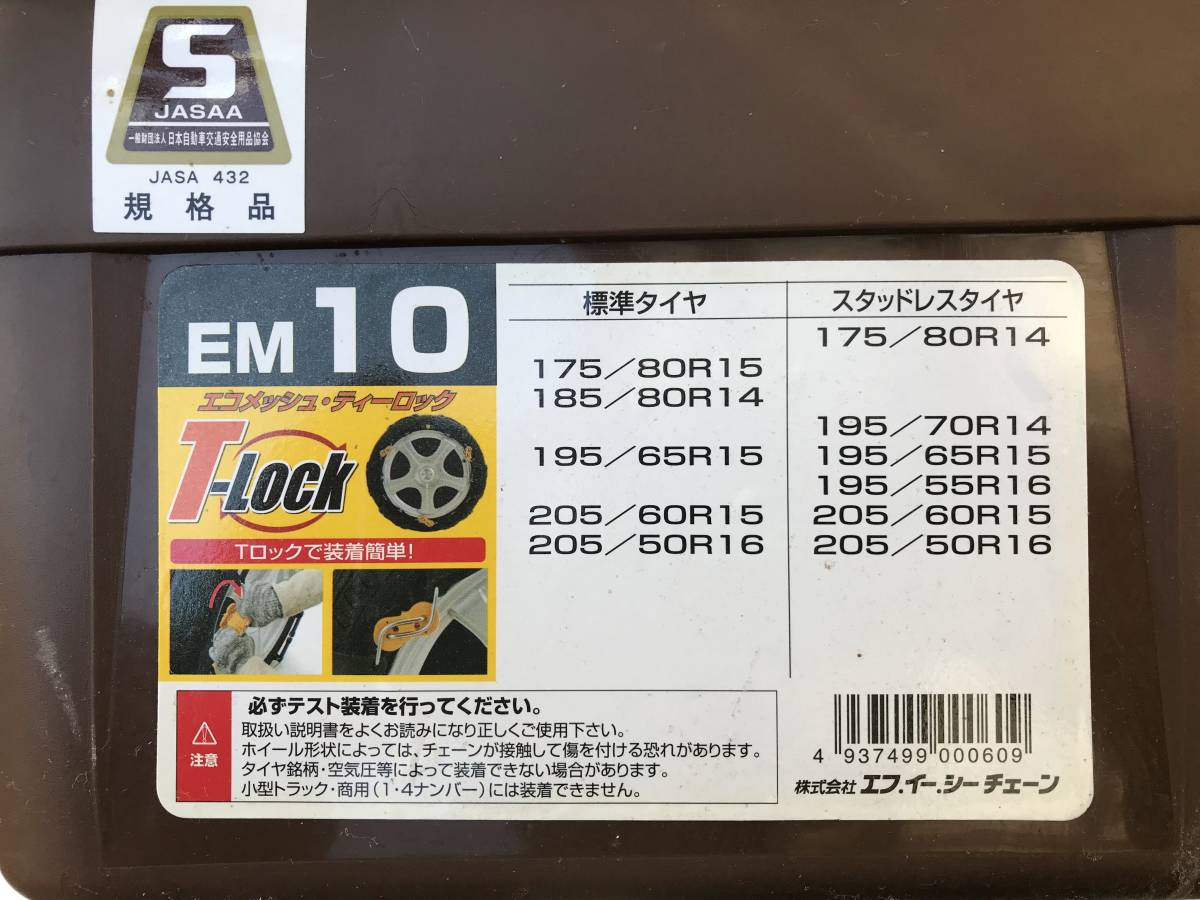 S
JASAA
一般財団法人 日本自動車交通安全用品協会
JASA 432
規格品
EM 10
エコメッシュ・ティーロック
T-Lock
Tロックで装着簡単!
標準タイヤ
175/80R15
185/80R14
195/65R15
205/60R15
205/50R16
スタッドレスタイヤ
175/80R14
195/70R14
195/65R15
195/55R16
205/60R15
205/50R16
注意
必ずテスト装着を行ってください。
取扱い説明書をよくお読みになり正しくご使用下さい。
ホイール形状によっては、チェーンが接触して傷を付ける恐れがあります。
タイヤ銘柄・空気圧等によって装着できない場合があります。
小型トラック・商用(1・4ナンバー)には装着できません。
4 937499 000609
株式会社 エフ.イー.シーチェーン